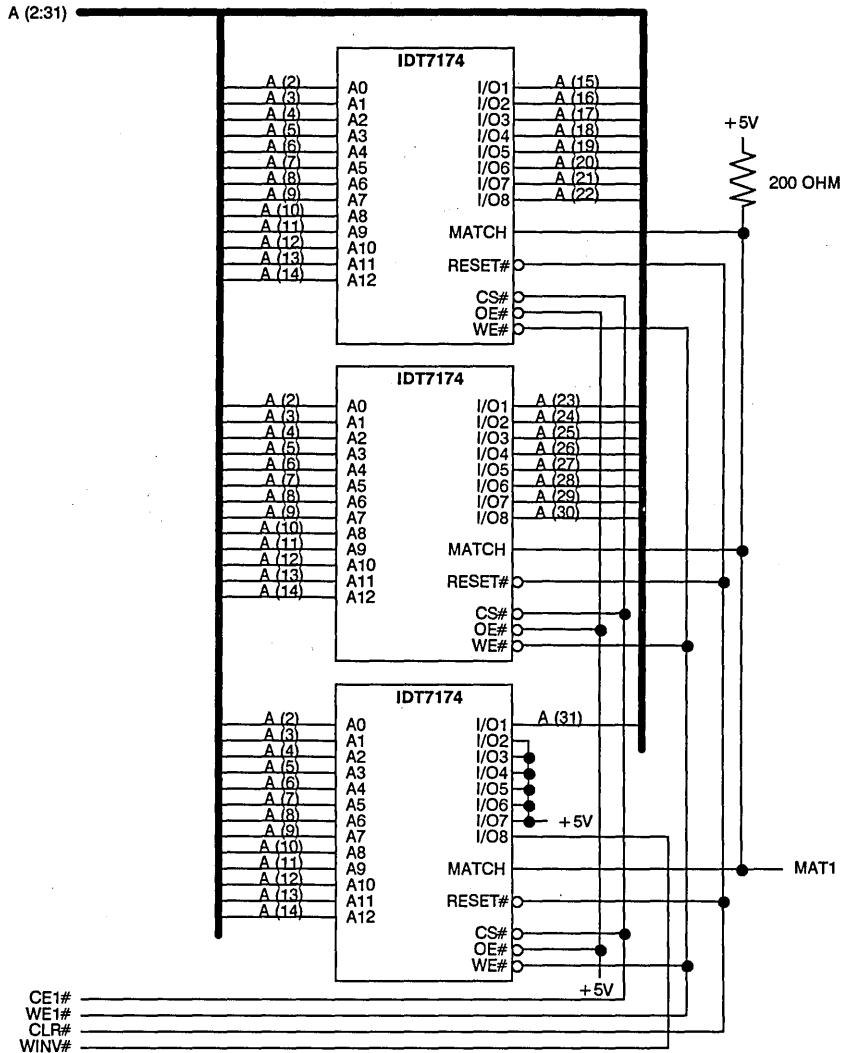 A (2:31)
IDT7174
A (2) A0 I/O1 A (15)
A (3) A1 I/O2 A (16)
A (4) A2 I/O3 A (17)
A (5) A3 I/O4 A (18)
A (6) A4 I/O5 A (19)
A (7) A5 I/O6 A (20)
A (8) A6 I/O7 A (21)
A (9) A7 I/O8 A (22)
A (10) A8
A (11) A9 MATCH
A (12) A10
A (13) A11 RESET#
A (14) A12
CS#
OE#
WE#
+5V
200 OHM
IDT7174
A (2) A0 I/O1 A (23)
A (3) A1 I/O2 A (24)
A (4) A2 I/O3 A (25)
A (5) A3 I/O4 A (26)
A (6) A4 I/O5 A (27)
A (7) A5 I/O6 A (28)
A (8) A6 I/O7 A (29)
A (9) A7 I/O8 A (30)
A (10) A8
A (11) A9 MATCH
A (12) A10
A (13) A11 RESET#
A (14) A12
CS#
OE#
WE#
IDT7174
A (2) A0 I/O1 A (31)
A (3) A1 I/O2
A (4) A2 I/O3
A (5) A3 I/O4
A (6) A4 I/O5
A (7) A5 I/O6
A (8) A6 I/O7 +5V
A (9) A7 I/O8
A (10) A8
A (11) A9 MATCH MAT1
A (12) A10
A (13) A11 RESET#
A (14) A12
CS#
OE#
WE#
+5V
CE1#
WE1#
CLR#
WINV#